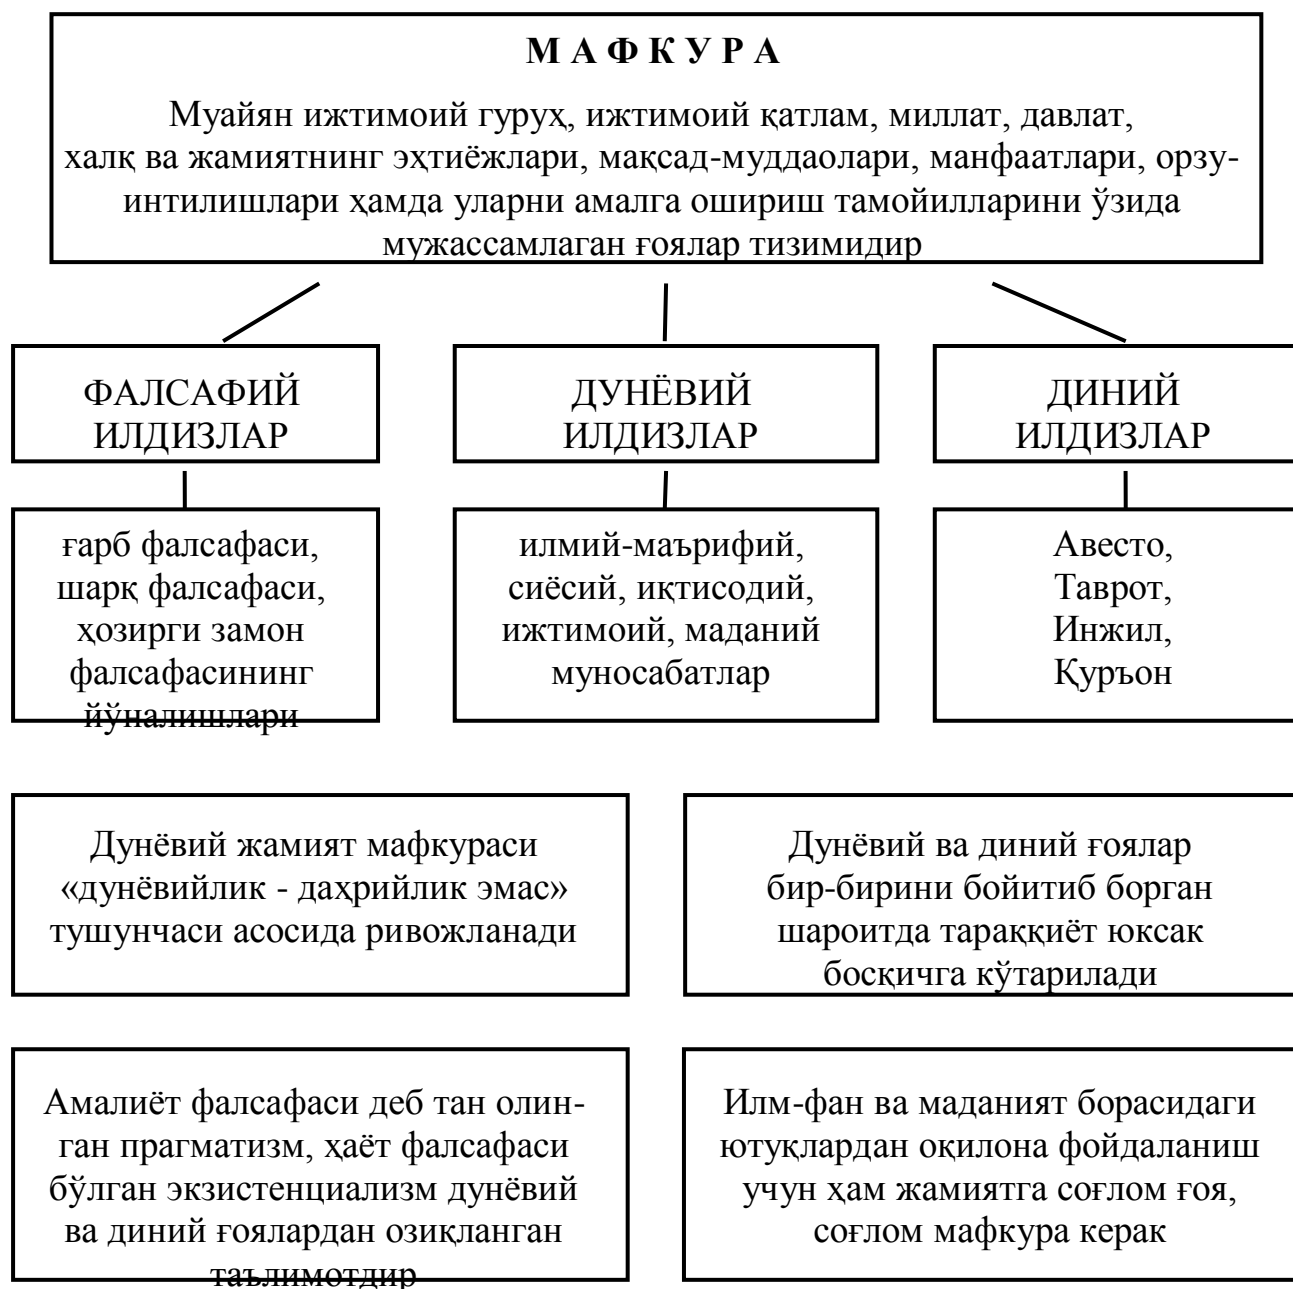 М А Ф К У Р А
Муайян ижтимоий гуруҳ, ижтимоий қатлам, миллат, давлат,
халқ ва жамиятнинг эҳтиёжлари, мақсад-муддаолари, манфаатлари, орзу-
интилишлари ҳамда уларни амалга ошириш тамойилларини ўзида
мужассамлаган ғоялар тизимидир
ФАЛСАФИЙ
ИЛДИЗЛАР
ДУНЁВИЙ
ИЛДИЗЛАР
ДИНИЙ
ИЛДИЗЛАР
ғарб фалсафаси,
шарқ фалсафаси,
ҳозирги замон
фалсафасининг
йўналишлари
илмий-маърифий,
сиёсий, иқтисодий,
ижтимоий, маданий
муносабатлар
Авесто,
Таврот,
Инжил,
Қуръон
Дунёвий жамият мафкураси
«дунёвийлик - даҳрийлик эмас»
тушунчаси асосида ривожланади
Дунёвий ва диний ғоялар
бир-бирини бойитиб борган
шароитда тараққиёт юксак
босқичга кўтарилади
Амалиёт фалсафаси деб тан олин-
ган прагматизм, ҳаёт фалсафаси
бўлган экзистенциализм дунёвий
ва диний ғоялардан озиқланган
таълимотдир
Илм-фан ва маданият борасидаги
ютуқлардан оқилона фойдаланиш
учун ҳам жамиятга соғлом ғоя,
соғлом мафкура керак